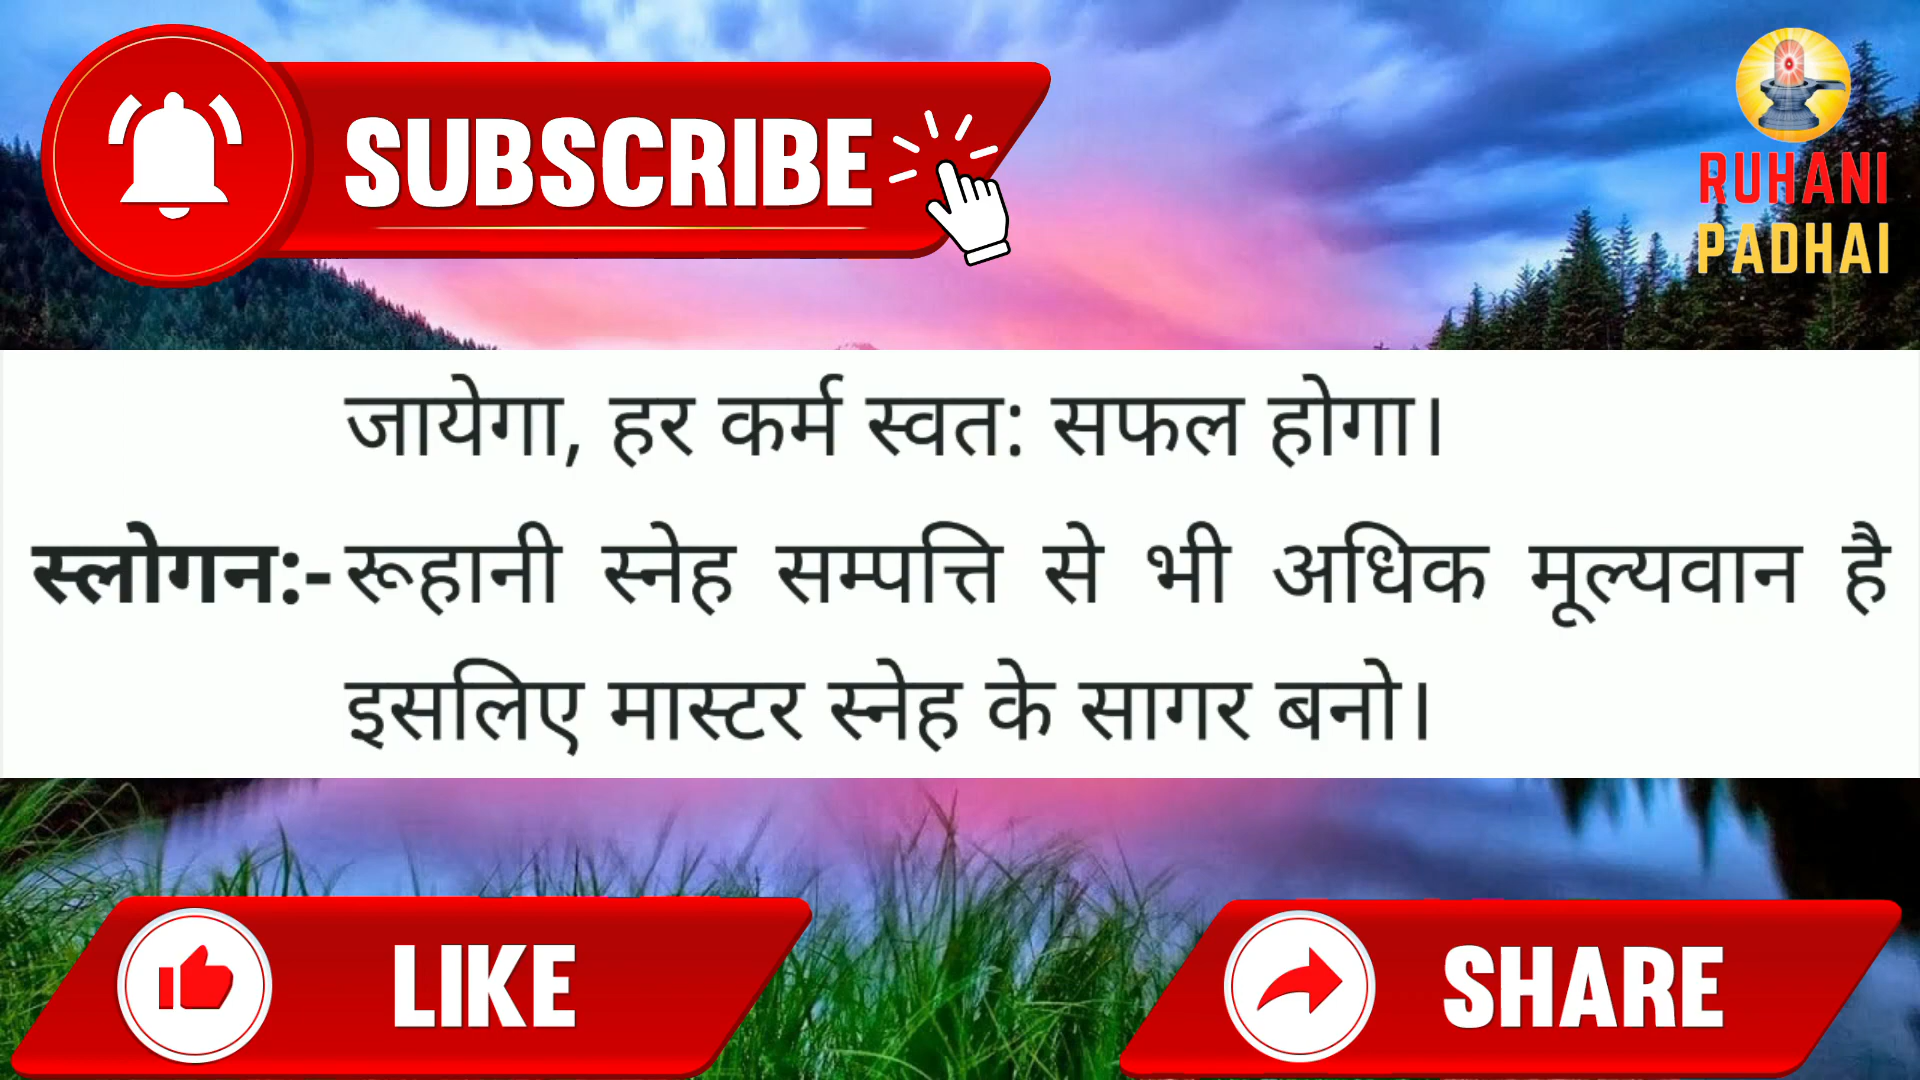 SUBSCRIBE
RUHANI
PADHAI
जायेगा, हर कर्म स्वत: सफल होगा।
स्लोगन:- रूहानी स्नेह सम्पत्ति से भी अधिक मूल्यवान है
इसलिए मास्टर स्नेह के सागर बनो।
LIKE
SHARE